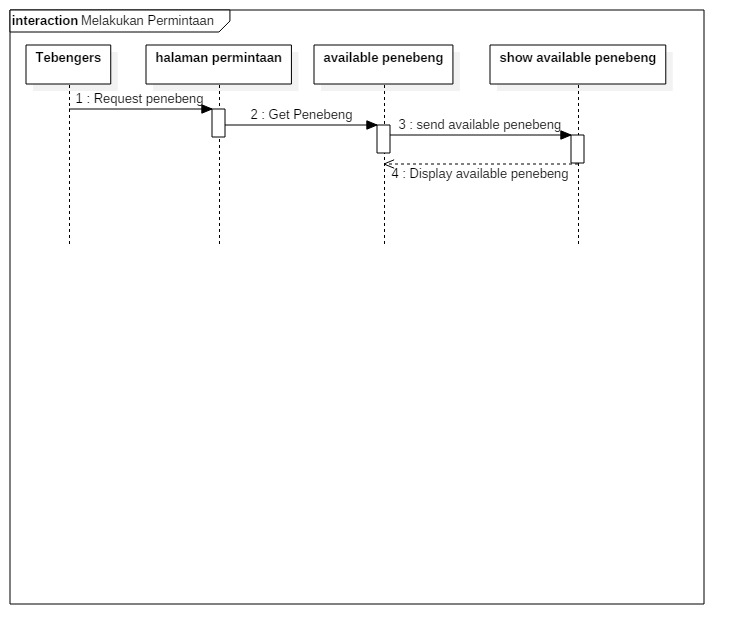 interaction Melakukan Permintaan
Tebengers
halaman permintaan
available penebeng
show available penebeng
1 : Request penebeng
2 : Get Penebeng
3 : send available penebeng
4 : Display available penebeng